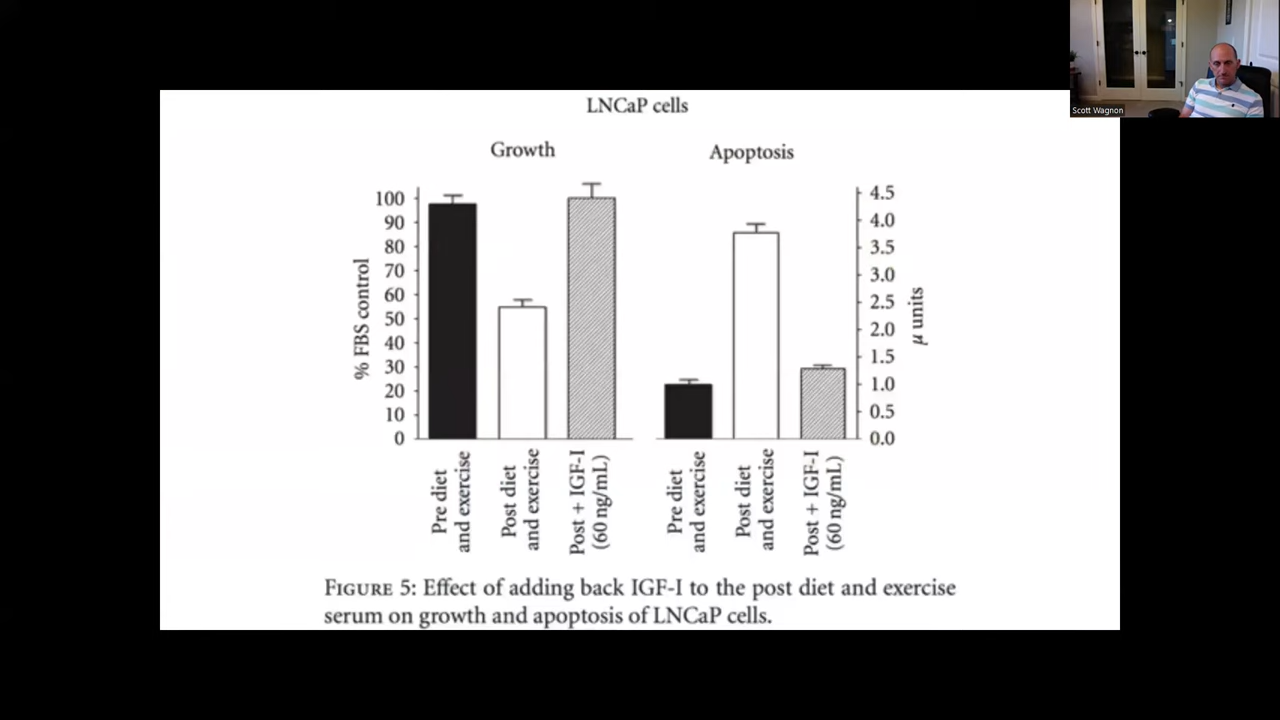 Scott Wagnon
LNCaP cells
Growth
Apoptosis
% FBS control
100
90
80
70
60
50
40
30
20
10
0
Pre diet
and exercise
Post diet
and exercise
Post + IGF-I
(60 ng/mL)
Pre diet
and exercise
Post diet
and exercise
Post + IGF-I
(60 ng/mL)
4.5
4.0
3.5
3.0
2.5
2.0
1.5
1.0
0.5
0.0
μ units
FIGURE 5: Effect of adding back IGF-I to the post diet and exercise
serum on growth and apoptosis of LNCaP cells.